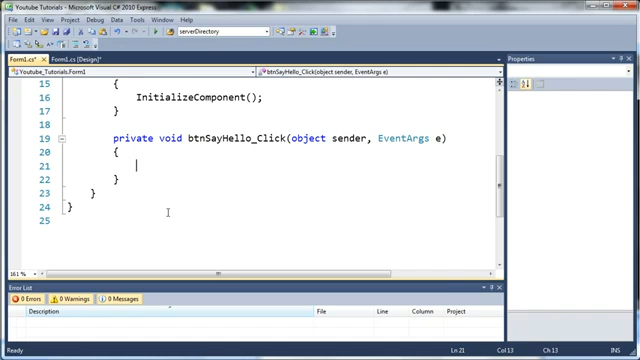 Youtube Tutorials - Microsoft Visual C# 2010 Express
File Edit View Project Debug Data Tools Window Help
serverDirectory
Form1.cs* Form1.cs [Design]*
Youtube_Tutorials.Form1 btnSayHello_Click(object sender, EventArgs e)
15 {
16 InitializeComponent();
17 }
18
19 private void btnSayHello_Click(object sender, EventArgs e)
20 {
21
22 }
23 }
24 }
25
161 %
Error List
0 Errors 0 Warnings 0 Messages
Description File Line Column Project
Properties
Ready Ln 21 Col 13 Ch 13 INS